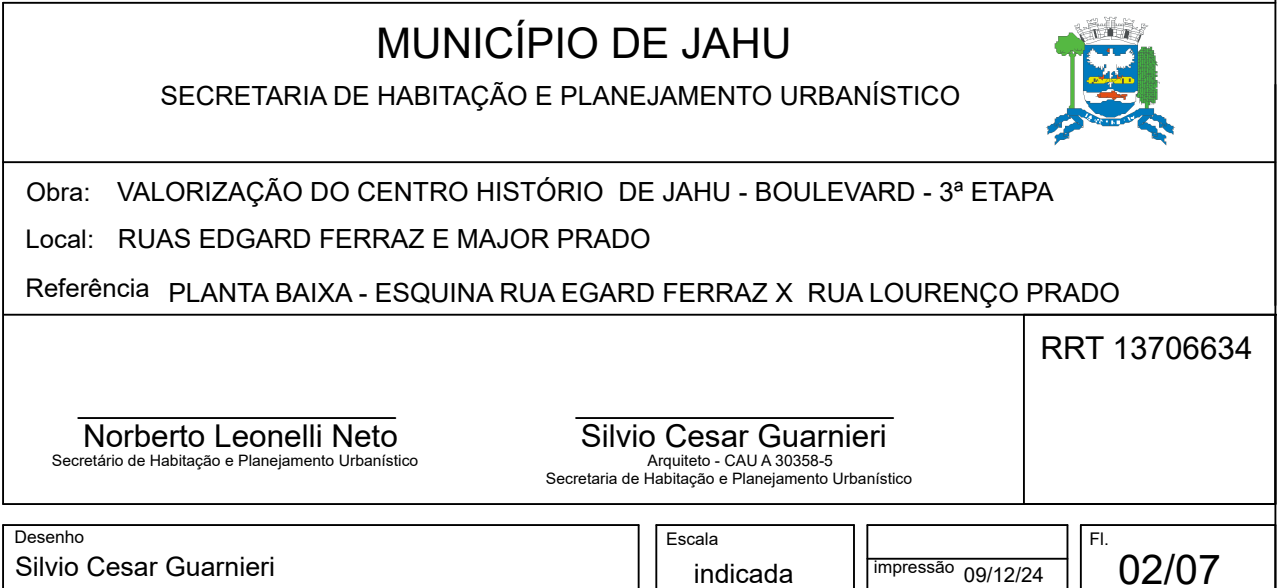 MUNICÍPIO DE JAHU
SECRETARIA DE HABITAÇÃO E PLANEJAMENTO URBANÍSTICO
Obra: VALORIZAÇÃO DO CENTRO HISTÓRIO DE JAHU - BOULEVARD - 3ª ETAPA
Local: RUAS EDGARD FERRAZ E MAJOR PRADO
Referência PLANTA BAIXA - ESQUINA RUA EGARD FERRAZ X RUA LOURENÇO PRADO
RRT 13706634
Norberto Leonelli Neto
Secretário de Habitação e Planejamento Urbanístico
Silvio Cesar Guarnieri
Arquiteto - CAU A 30358-5
Secretaria de Habitação e Planejamento Urbanístico
Desenho
Silvio Cesar Guarnieri
Escala
indicada
impressão 09/12/24
Fl.
02/07